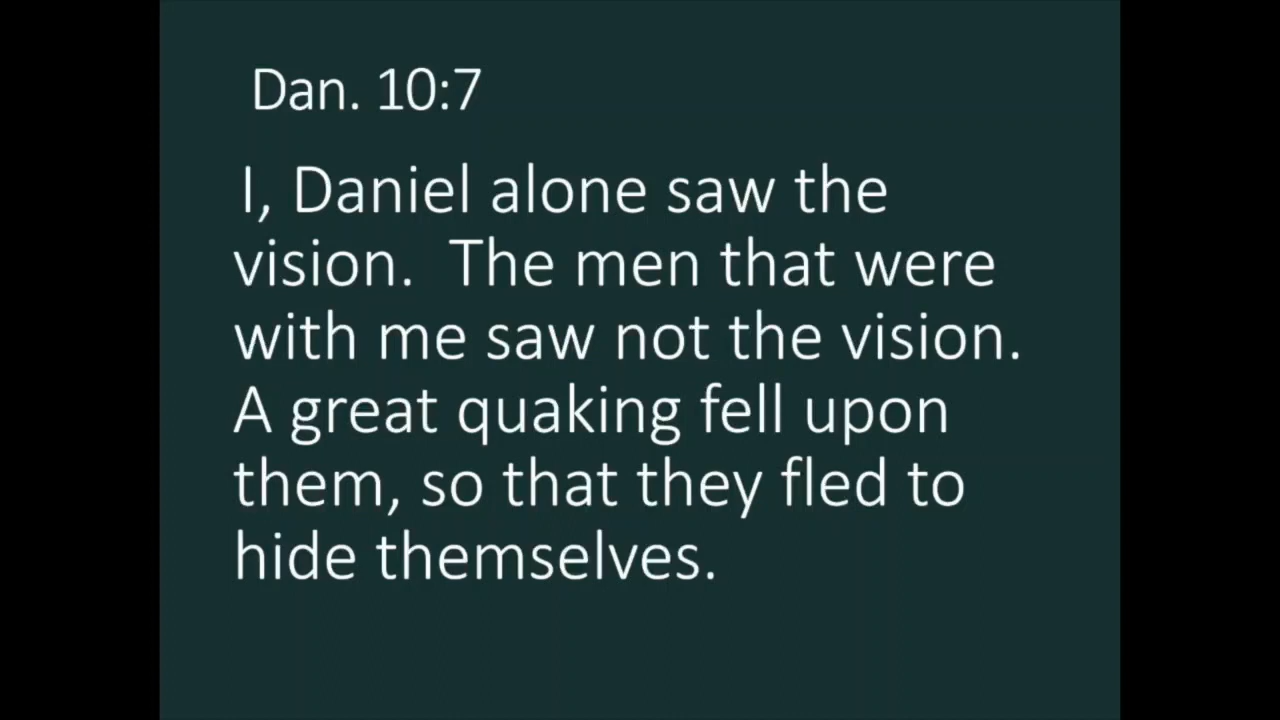 Dan. 10:7
I, Daniel alone saw the
vision.  The men that were
with me saw not the vision.
A great quaking fell upon
them, so that they fled to
hide themselves.